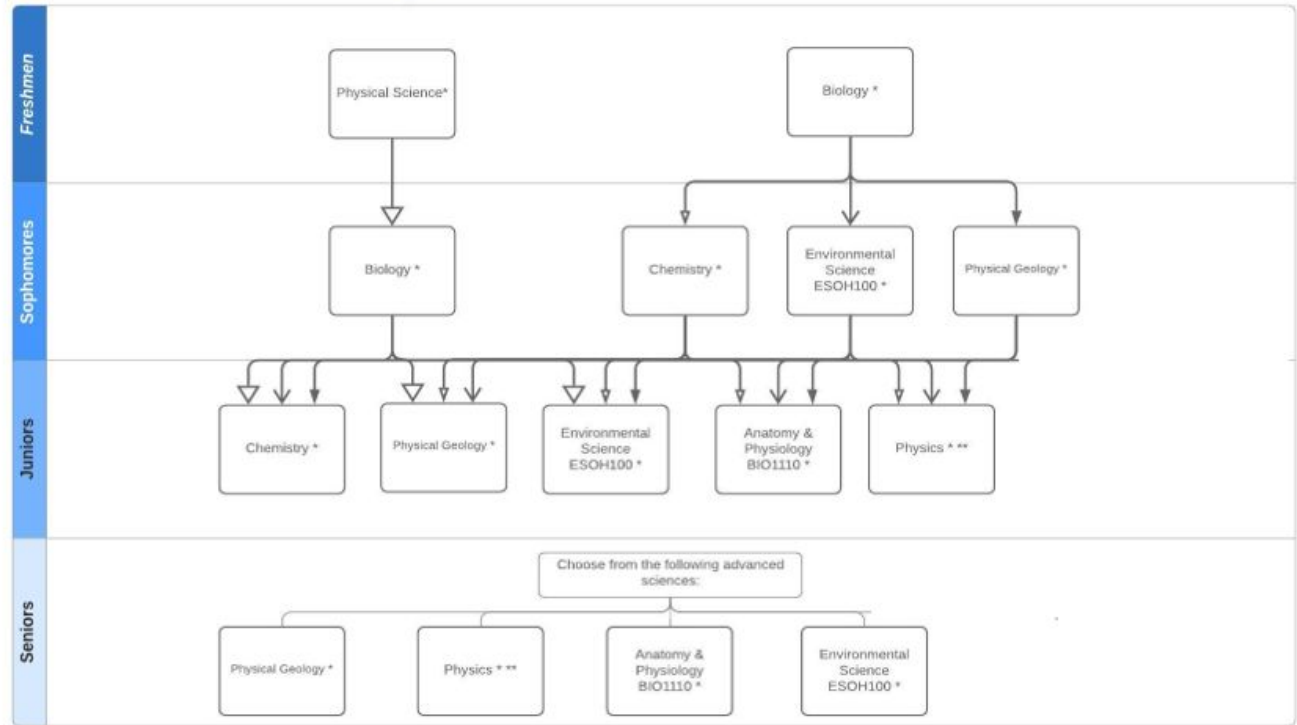 Freshmen
Physical Science*
Biology *
Sophomores
Biology *
Chemistry *
Environmental
Science
ESOH100 *
Physical Geology *
Juniors
Chemistry *
Physical Geology *
Environmental
Science
ESOH100 *
Anatomy &
Physiology
BIO1110 *
Physics * **
Seniors
Choose from the following advanced
sciences:
Physical Geology *
Physics * **
Anatomy &
Physiology
BIO1110 *
Environmental
Science
ESOH100 *